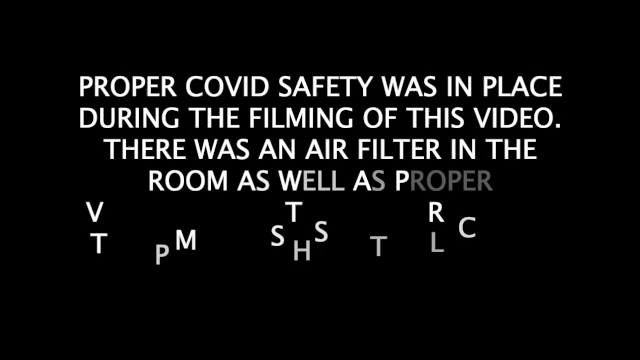 PROPER COVID SAFETY WAS IN PLACE
DURING THE FILMING OF THIS VIDEO.
THERE WAS AN AIR FILTER IN THE
ROOM AS WELL AS PROPER
V T R C
T P M S H S T L